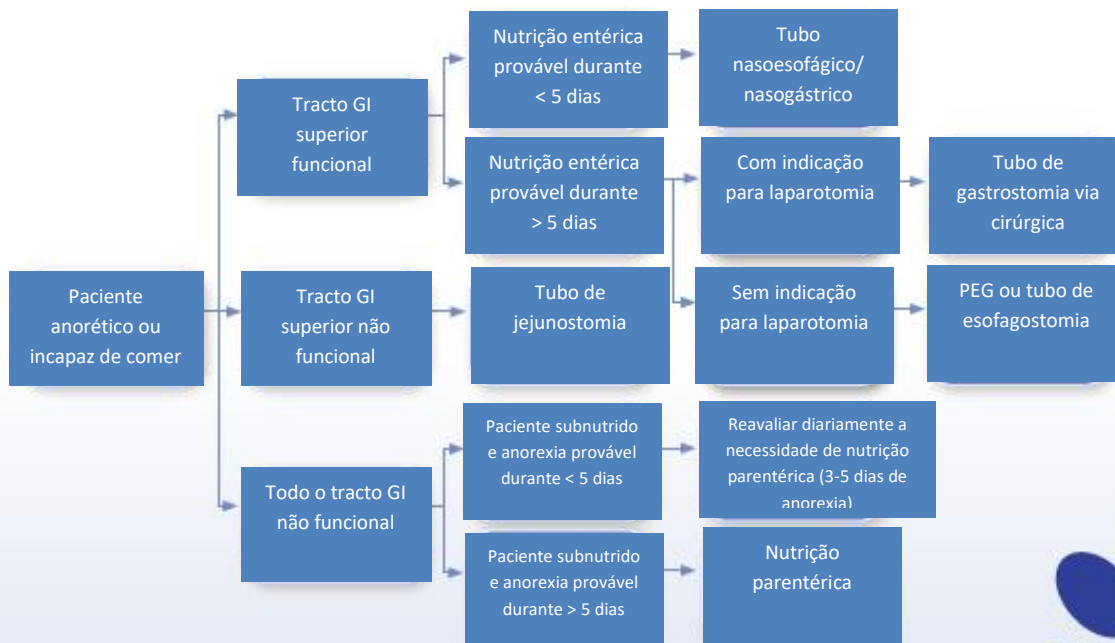 Paciente
anorético ou
incapaz de comer
Tracto GI
superior
funcional
Nutrição entérica
provável durante
< 5 dias
Tubo
nasoesofágico/
nasogástrico
Nutrição entérica
provável durante
> 5 dias
Com indicação
para laparotomia
Tubo de
gastrostomia via
cirúrgica
Sem indicação
para laparotomia
PEG ou tubo de
esofagostomia
Tracto GI
superior não
funcional
Tubo de
jejunostomia
Todo o tracto GI
não funcional
Paciente subnutrido
e anorexia provável
durante < 5 dias
Reavaliar diariamente a
necessidade de nutrição
parentérica (3-5 dias de
anorexia)
Paciente subnutrido
e anorexia provável
durante > 5 dias
Nutrição
parentérica